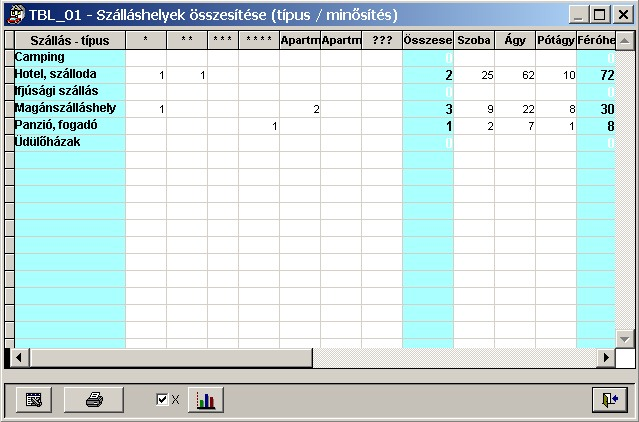 TBL_01 - Szálláshelyek összesítése (típus / minősítés)
Szállás - típus * ** *** **** Apartm Apartm ??? Összese Szoba Ágy Pótágy Férőhe
Camping 0 0
Hotel, szálloda 1 1 2 25 62 10 72
Ifjúsági szállás 0 0
Magánszálláshely 1 2 3 9 22 8 30
Panzió, fogadó 1 1 2 7 1 8
Üdülőházak 0 0
X